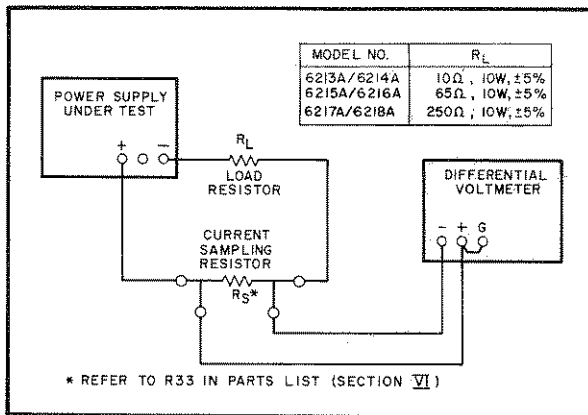 MODEL NO. RL
6213A/6214A 10Ω, 10W, ±5%
6215A/6216A 65Ω, 10W, ±5%
6217A/6218A 250Ω, 10W, ±5%
POWER SUPPLY
UNDER TEST
+ −
RL
LOAD
RESISTOR
DIFFERENTIAL
VOLTMETER
− + G
CURRENT
SAMPLING
RESISTOR
RS*
* REFER TO R33 IN PARTS LIST (SECTION VI)